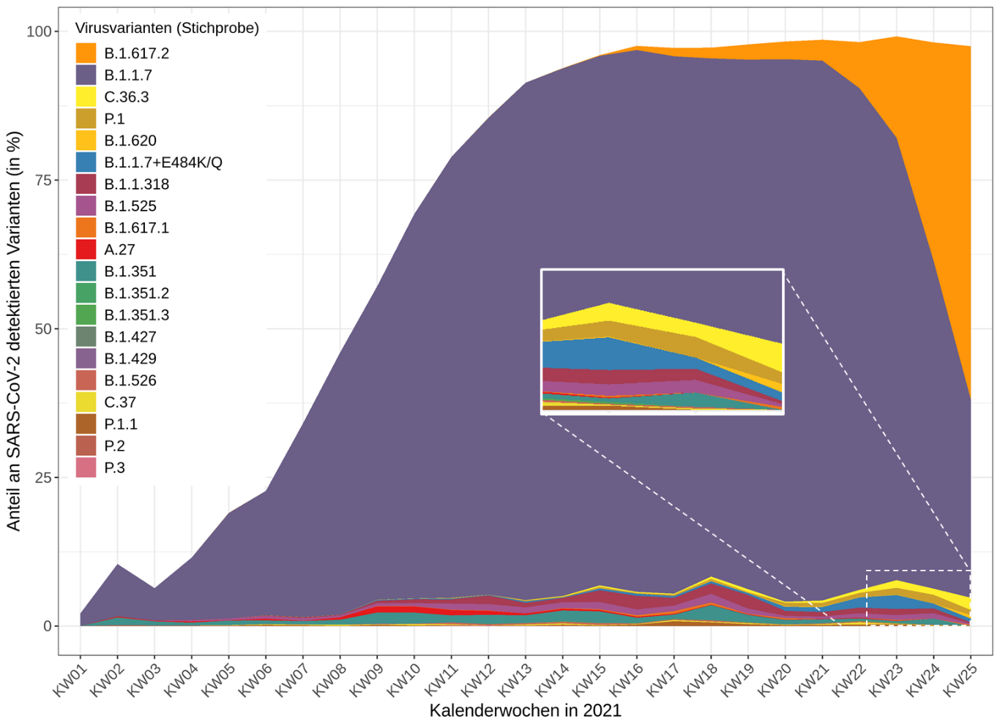 Virusvarianten (Stichprobe)
B.1.617.2
B.1.1.7
C.36.3
P.1
B.1.620
B.1.1.7+E484K/Q
B.1.1.318
B.1.525
B.1.617.1
A.27
B.1.351
B.1.351.2
B.1.351.3
B.1.427
B.1.429
B.1.526
C.37
P.1.1
P.2
P.3
Anteil an SARS-CoV-2 detektierten Varianten (in %)
100
75
50
25
0
KW01 KW02 KW03 KW04 KW05 KW06 KW07 KW08 KW09 KW10 KW11 KW12 KW13 KW14 KW15 KW16 KW17 KW18 KW19 KW20 KW21 KW22 KW23 KW24 KW25
Kalenderwochen in 2021